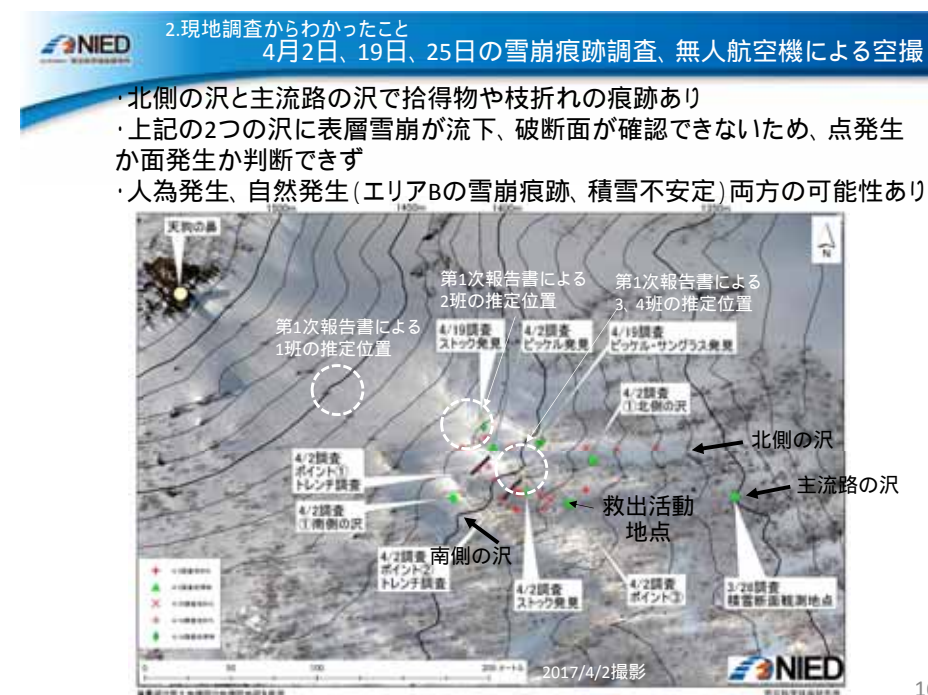 NIED
2.現地調査からわかったこと
4月2日、19日、25日の雪崩痕跡調査、無人航空機による空撮
・北側の沢と主流路の沢で拾得物や枝折れの痕跡あり
・上記の2つの沢に表層雪崩が流下、破断面が確認できないため、点発生
か面発生か判断できず
・人為発生、自然発生(エリアBの雪崩痕跡、積雪不安定)両方の可能性あり
1500m
1450m
1400m
1350m
天狗の鼻
N
第1次報告書による
2班の推定位置
第1次報告書による
3、4班の推定位置
第1次報告書による
1班の推定位置
4/19調査
ストック発見
4/2調査
ピッケル発見
4/19調査
ピッケル・サングラス発見
4/2調査
①北側の沢
北側の沢
4/2調査
ポイント①
トレンチ調査
主流路の沢
4/2調査
①南側の沢
救出活動
地点
南側の沢
4/2調査
ポイント②
トレンチ調査
4/2調査
ストック発見
4/2調査
ポイント③
3/28調査
積雪断面観測地点
0 50 100 200 メートル
2017/4/2撮影
NIED